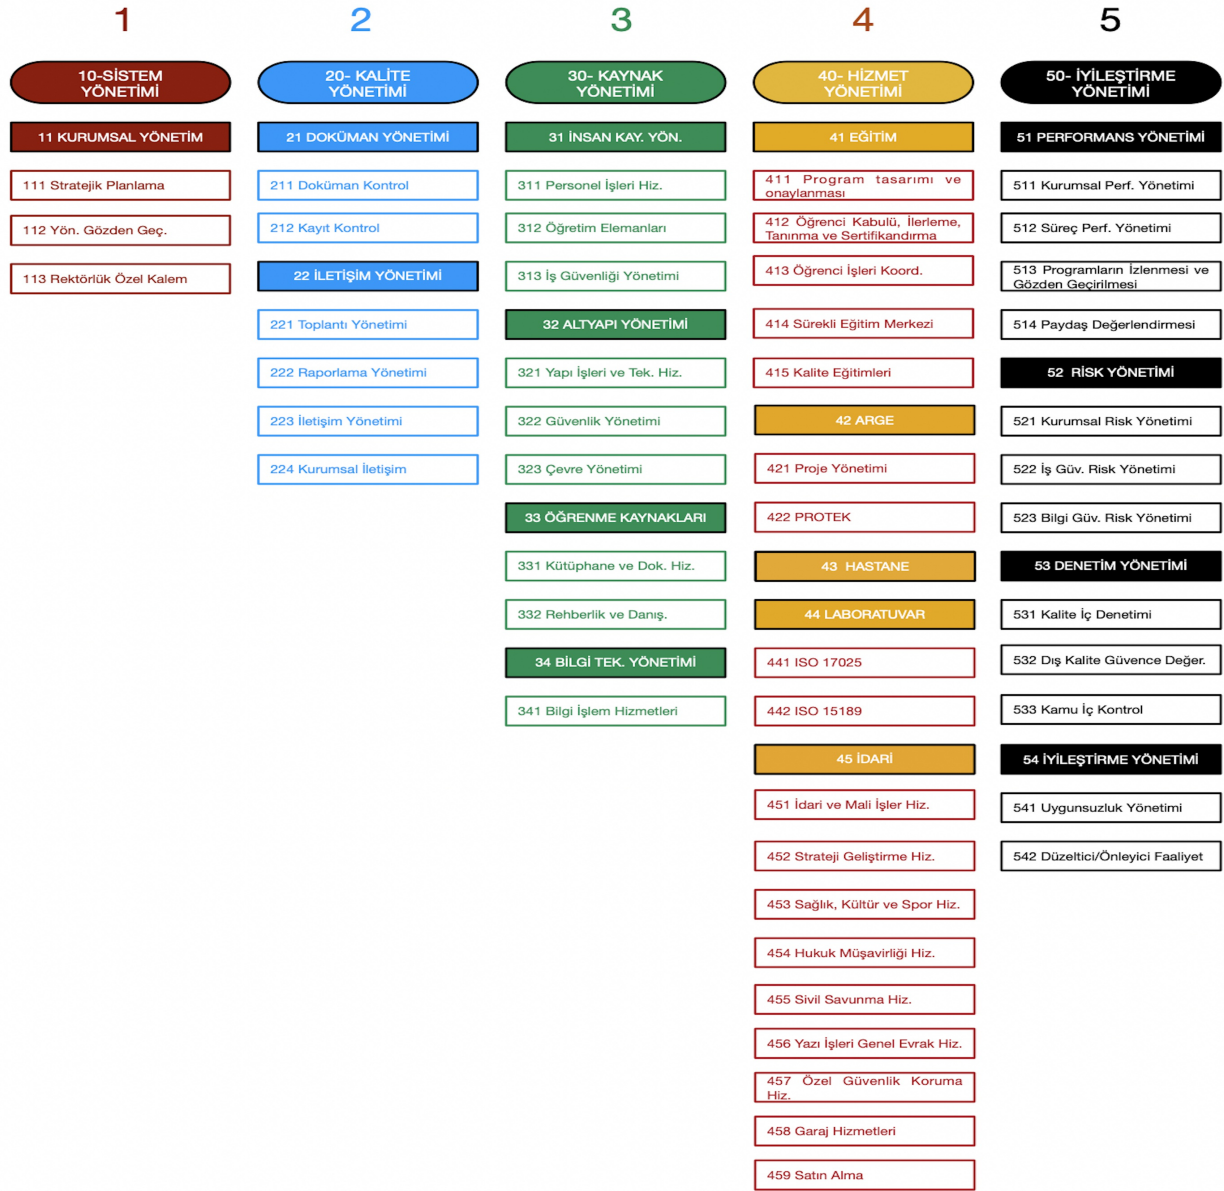 1
10-SİSTEM
YÖNETİMİ
11 KURUMSAL YÖNETİM
111 Stratejik Planlama
112 Yön. Gözden Geç.
113 Rektörlük Özel Kalem
2
20- KALİTE
YÖNETİMİ
21 DOKÜMAN YÖNETİMİ
211 Doküman Kontrol
212 Kayıt Kontrol
22 İLETİŞİM YÖNETİMİ
221 Toplantı Yönetimi
222 Raporlama Yönetimi
223 İletişim Yönetimi
224 Kurumsal İletişim
3
30- KAYNAK
YÖNETİMİ
31 İNSAN KAY. YÖN.
311 Personel İşleri Hiz.
312 Öğretim Elemanları
313 İş Güvenliği Yönetimi
32 ALTYAPI YÖNETİMİ
321 Yapı İşleri ve Tek. Hiz.
322 Güvenlik Yönetimi
323 Çevre Yönetimi
33 ÖĞRENME KAYNAKLARI
331 Kütüphane ve Dok. Hiz.
332 Rehberlik ve Danış.
34 BİLGİ TEK. YÖNETİMİ
341 Bilgi İşlem Hizmetleri
4
40- HİZMET
YÖNETİMİ
41 EĞİTİM
411 Program tasarımı ve
onaylanması
412 Öğrenci Kabulü, İlerleme,
Tanınma ve Sertifikandırma
413 Öğrenci İşleri Koord.
414 Sürekli Eğitim Merkezi
415 Kalite Eğitimleri
42 ARGE
421 Proje Yönetimi
422 PROTEK
43 HASTANE
44 LABORATUVAR
441 ISO 17025
442 ISO 15189
45 İDARİ
451 İdari ve Mali İşler Hiz.
452 Strateji Geliştirme Hiz.
453 Sağlık, Kültür ve Spor Hiz.
454 Hukuk Müşavirliği Hiz.
455 Sivil Savunma Hiz.
456 Yazı İşleri Genel Evrak Hiz.
457 Özel Güvenlik Koruma
Hiz.
458 Garaj Hizmetleri
459 Satın Alma
5
50- İYİLEŞTİRME
YÖNETİMİ
51 PERFORMANS YÖNETİMİ
511 Kurumsal Perf. Yönetimi
512 Süreç Perf. Yönetimi
513 Programların İzlenmesi ve
Gözden Geçirilmesi
514 Paydaş Değerlendirmesi
52 RİSK YÖNETİMİ
521 Kurumsal Risk Yönetimi
522 İş Güv. Risk Yönetimi
523 Bilgi Güv. Risk Yönetimi
53 DENETİM YÖNETİMİ
531 Kalite İç Denetimi
532 Dış Kalite Güvence Değer.
533 Kamu İç Kontrol
54 İYİLEŞTİRME YÖNETİMİ
541 Uygunsuzluk Yönetimi
542 Düzeltici/Önleyici Faaliyet